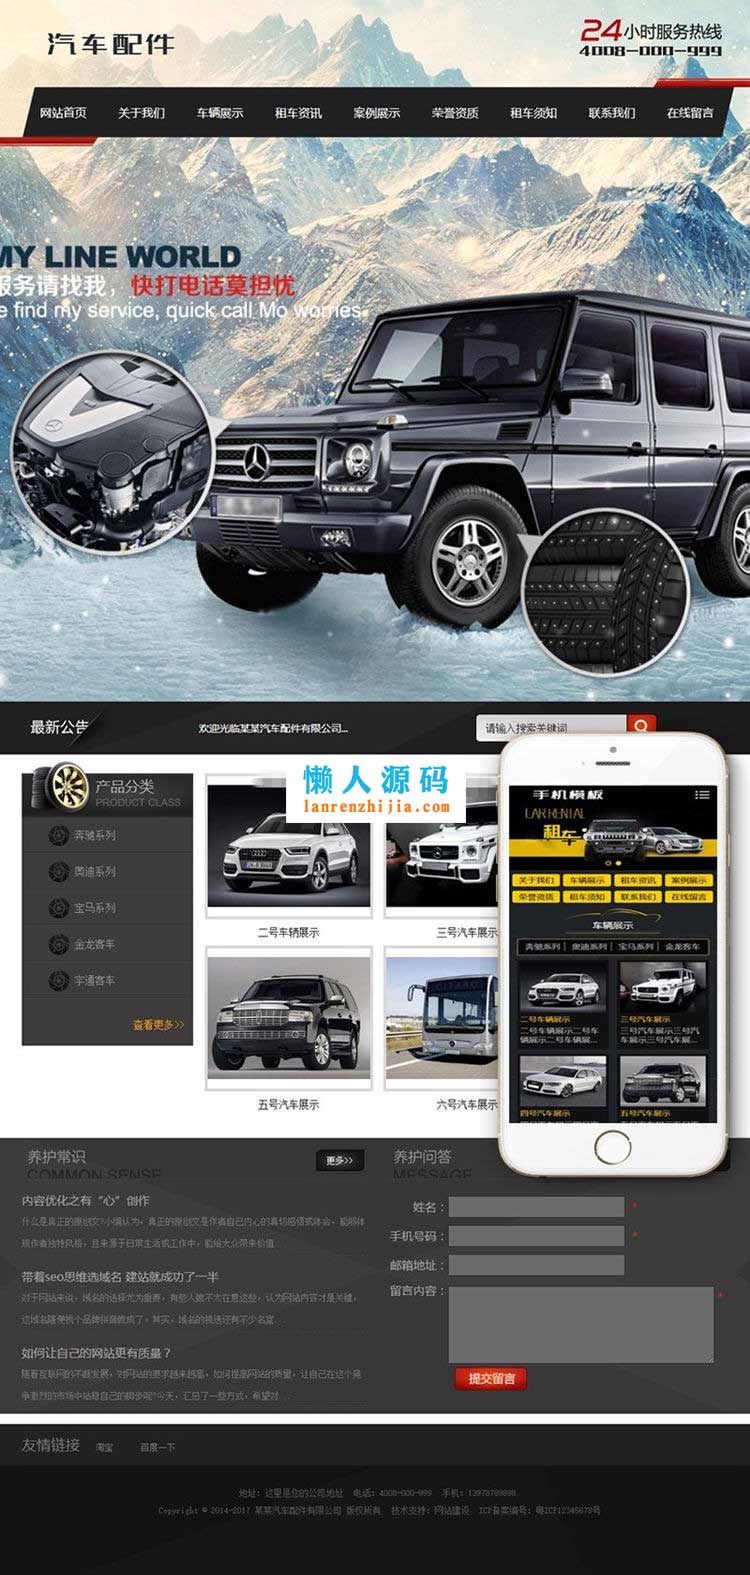 汽车配件
24小时服务热线
4008-000-999
网站首页 关于我们 车辆展示 租车资讯 案例展示 荣誉资质 租车须知 联系我们 在线留言
MY LINE WORLD
服务请找我，快打电话莫担忧
e find my service, quick call Mo worries
最新公告
欢迎光临某某汽车配件有限公司...
请输入搜索关键词
产品分类
PRODUCT CLASS
奔驰系列
奥迪系列
宝马系列
金龙客车
宇通客车
查看更多>>
懒人源码
lanrenzhijia.com
二号车辆展示
三号汽车展示
五号汽车展示
六号汽车展
手机模板
CAR RENTAL
租车
关于我们 车辆展示 租车资讯 案例展示
荣誉资质 租车须知 联系我们 在线留言
车辆展示
奔驰系列 | 奥迪系列 | 宝马系列 | 金龙客车
二号车辆展示
二号车辆展示二号车
辆展示二号车辆展...
三号汽车展示
三号汽车展示三号汽
车展示三号汽车展...
四号汽车展示
五号汽车展示
养护常识
COMMON SENSE
更多>>
内容优化之有“心”创作
什么是真正的原创文?小编认为，真正的原创文是作者自己内心的真切感情或体会，能够体
现作者独特风格，且来源于日常生活或工作中，能给大众带来价值...
带着seo思维选域名 建站就成功了一半
对于网站来说，域名的选择尤为重要，有些人就不太在意这些，认为网站内容才是关键，
这域名随便找个品牌拼音就成了。其实，域名的挑选还有不少名堂...
如何让自己的网站更有质量？
随着互联网的不断发展，对网站的要求越来越高，如何提高网站的质量，让自己在这个竞
争激烈的市场中站稳自己的脚步呢?今天，汇总了一些方式，希望对...
养护问答
MESSAGE
姓名： *
手机号码： *
邮箱地址：
留言内容： *
提交留言
友情链接 淘宝 百度一下
地址：这里是您的公司地址 电话：4008-000-999 手机：13978789898
Copyright © 2014-2017 某某汽车配件有限公司 版权所有 技术支持：网站建设 ICP备案编号：粤ICP12345678号